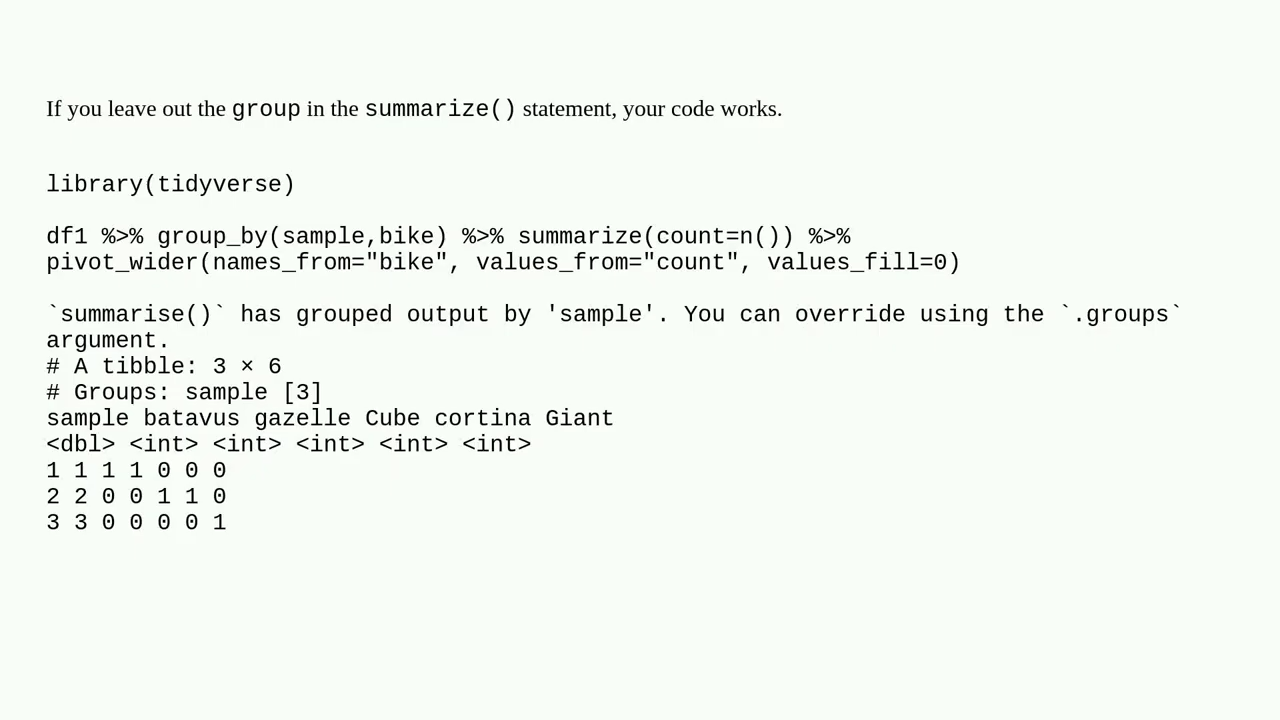 If you leave out the group in the summarize() statement, your code works.
library(tidyverse)
df1 %>% group_by(sample,bike) %>% summarize(count=n()) %>%
pivot_wider(names_from="bike", values_from="count", values_fill=0)
`summarise()` has grouped output by 'sample'. You can override using the `.groups`
argument.
# A tibble: 3 × 6
# Groups: sample [3]
sample batavus gazelle Cube cortina Giant
<dbl> <int> <int> <int> <int> <int>
1 1 1 1 0 0 0
2 2 0 0 1 1 0
3 3 0 0 0 0 1